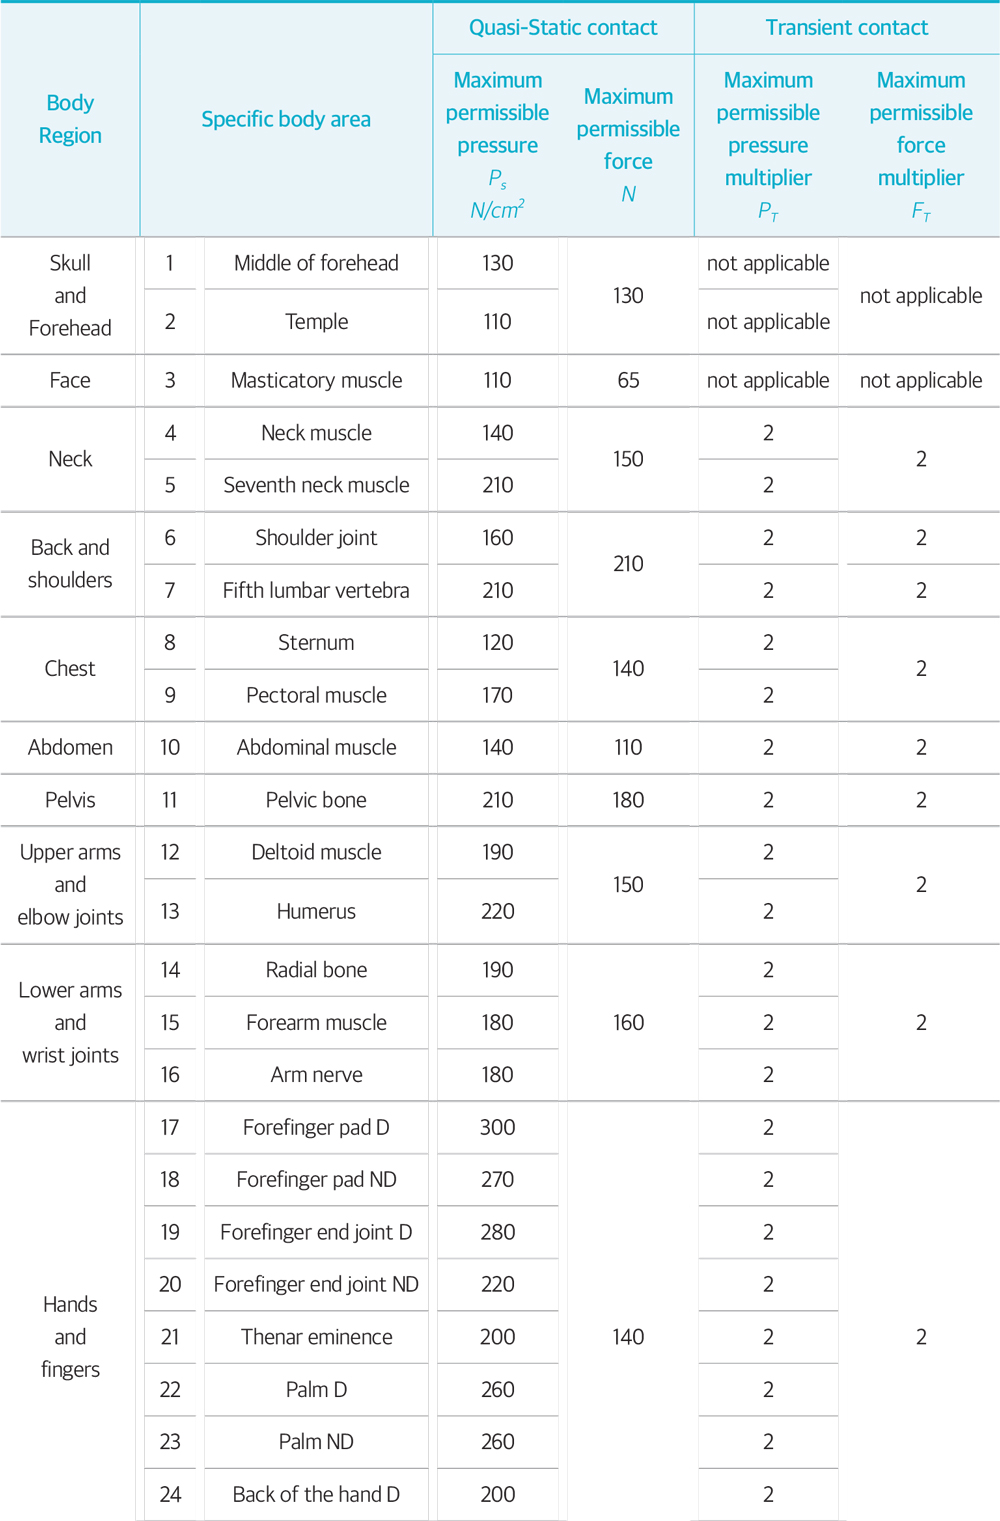 Quasi-Static contact Transient contact
Body Region Specific body area Maximum permissible pressure Ps N/cm² Maximum permissible force N Maximum permissible pressure multiplier PT Maximum permissible force multiplier FT
Skull and Forehead 1 Middle of forehead 130 130 not applicable not applicable
2 Temple 110 not applicable
Face 3 Masticatory muscle 110 65 not applicable not applicable
Neck 4 Neck muscle 140 150 2 2
5 Seventh neck muscle 210 2
Back and shoulders 6 Shoulder joint 160 210 2 2
7 Fifth lumbar vertebra 210 2 2
Chest 8 Sternum 120 140 2 2
9 Pectoral muscle 170 2
Abdomen 10 Abdominal muscle 140 110 2 2
Pelvis 11 Pelvic bone 210 180 2 2
Upper arms and elbow joints 12 Deltoid muscle 190 150 2 2
13 Humerus 220 2
Lower arms and wrist joints 14 Radial bone 190 160 2 2
15 Forearm muscle 180 2
16 Arm nerve 180 2
Hands and fingers 17 Forefinger pad D 300 140 2 2
18 Forefinger pad ND 270 2
19 Forefinger end joint D 280 2
20 Forefinger end joint ND 220 2
21 Thenar eminence 200 2
22 Palm D 260 2
23 Palm ND 260 2
24 Back of the hand D 200 2